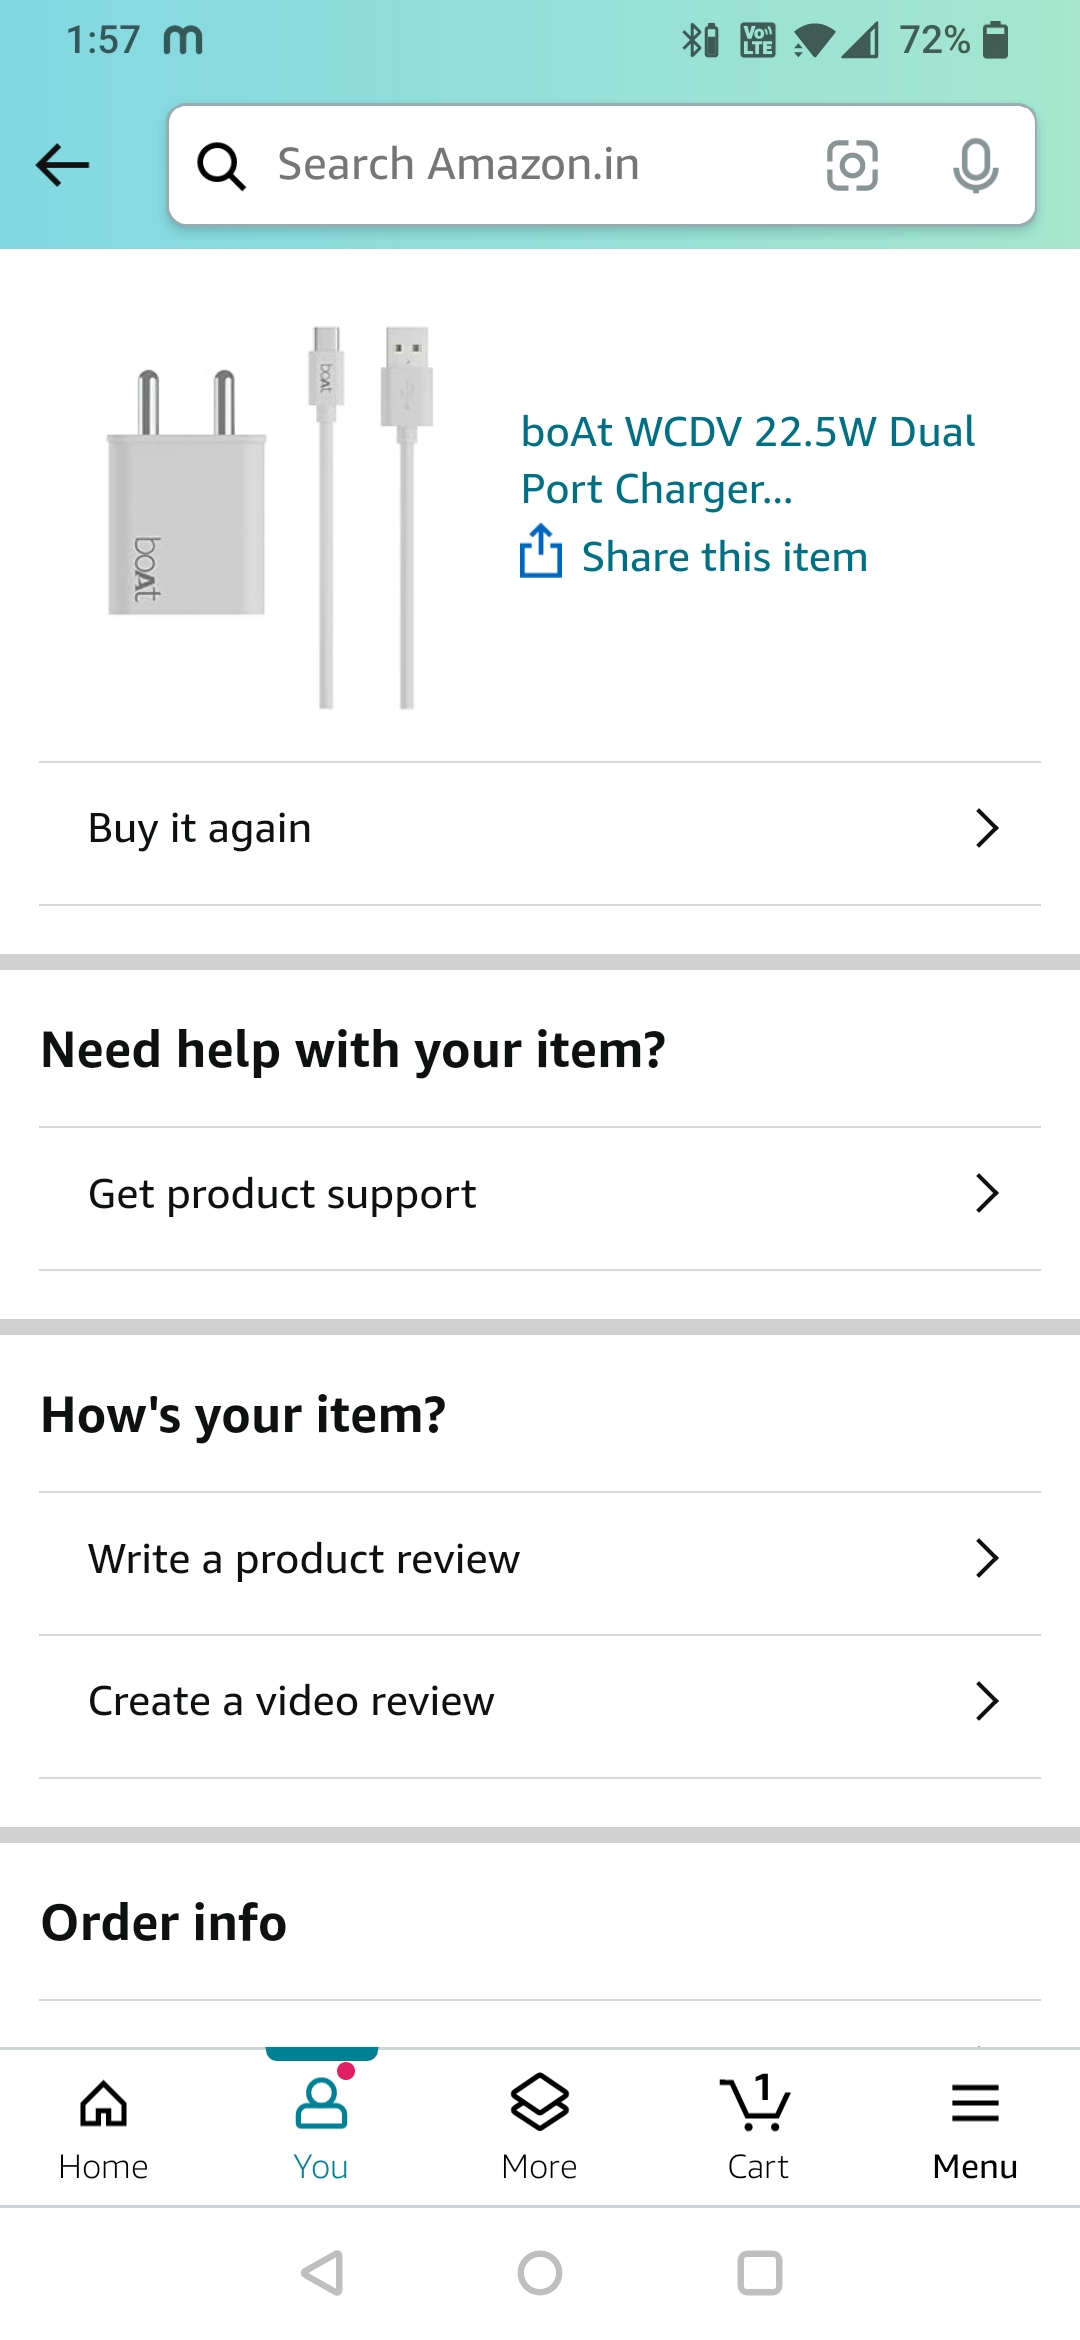 1:57 m
Vo LTE
72%
Search Amazon.in
boAt
boAt
boAt WCDV 22.5W Dual
Port Charger...
Share this item
Buy it again
Need help with your item?
Get product support
How's your item?
Write a product review
Create a video review
Order info
1
Home
You
More
Cart
Menu